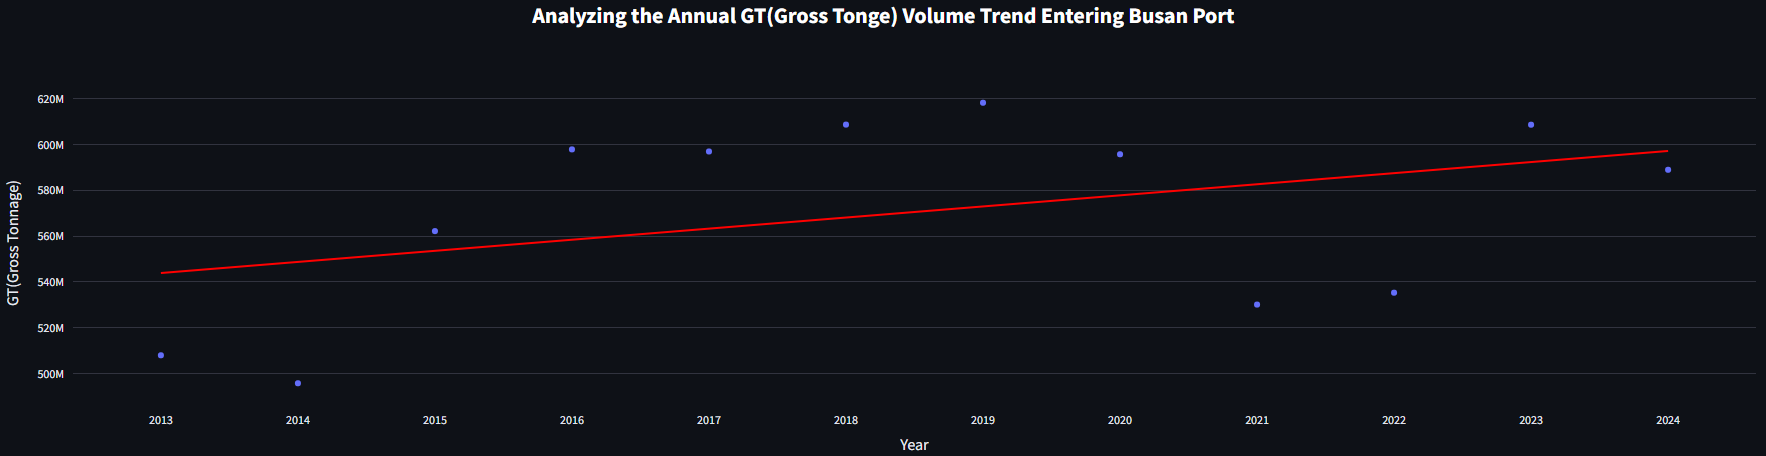 Analyzing the Annual GT(Gross Tonge) Volume Trend Entering Busan Port
620M
600M
580M
560M
540M
520M
500M
GT(Gross Tonnage)
2013 2014 2015 2016 2017 2018 2019 2020 2021 2022 2023 2024
Year